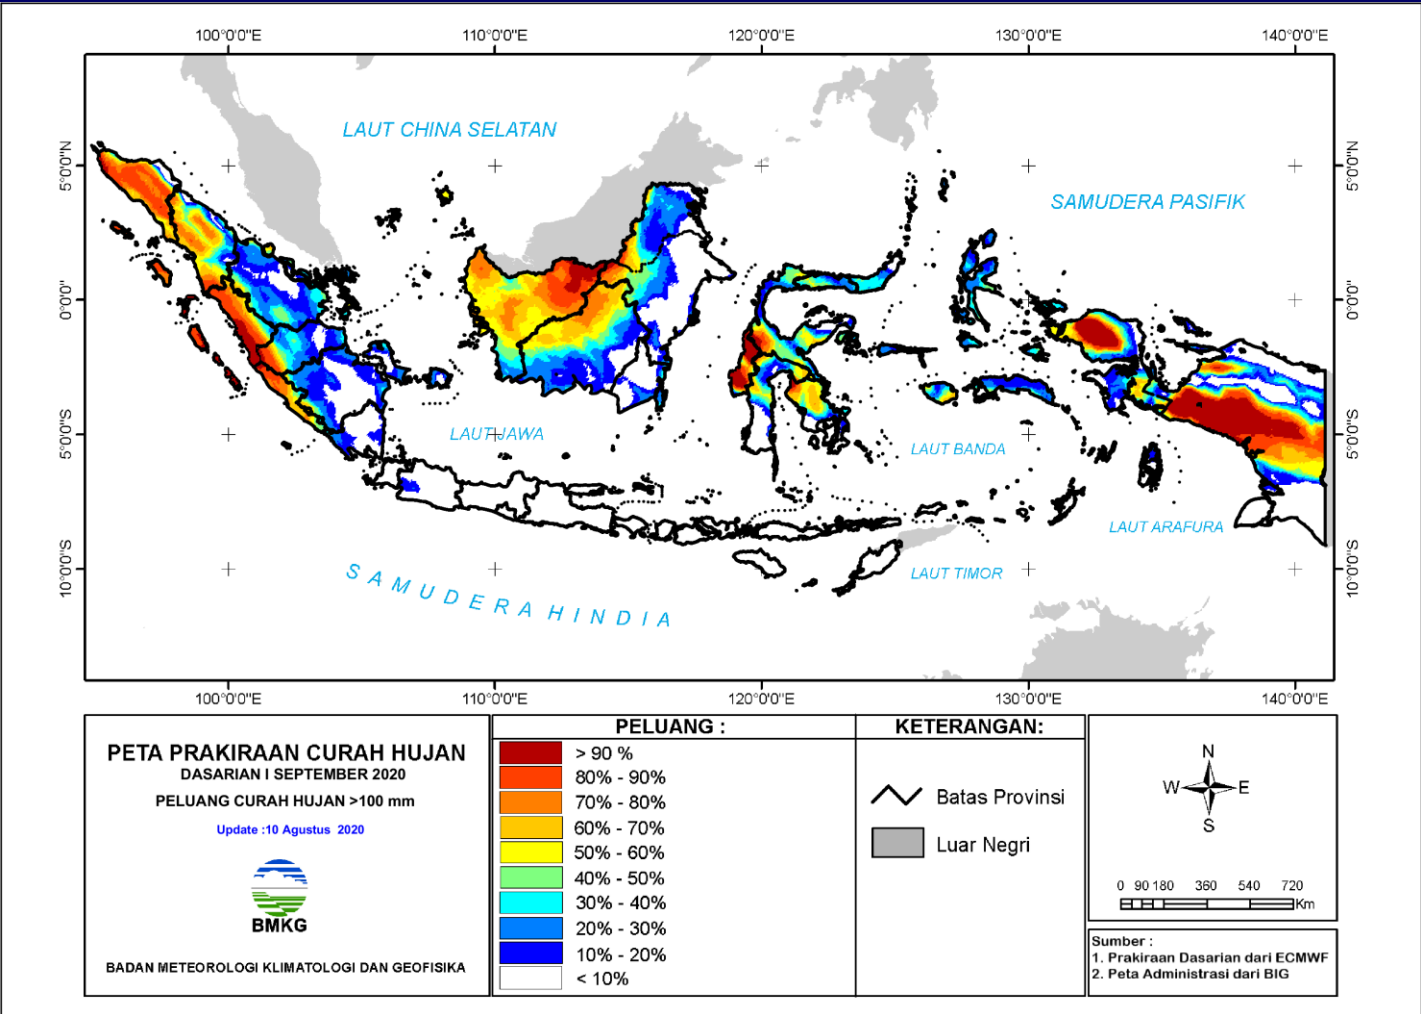 100°0'0"E 110°0'0"E 120°0'0"E 130°0'0"E 140°0'0"E
LAUT CHINA SELATAN
5°0'0"N 5°0'0"N
SAMUDERA PASIFIK
0°0'0" 0°0'0"
5°0'0"S 5°0'0"S
LAUT JAWA
LAUT BANDA
LAUT ARAFURA
10°0'0"S 10°0'0"S
LAUT TIMOR
SAMUDERA HINDIA
100°0'0"E 110°0'0"E 120°0'0"E 130°0'0"E 140°0'0"E
PETA PRAKIRAAN CURAH HUJAN
DASARIAN I SEPTEMBER 2020
PELUANG CURAH HUJAN >100 mm
Update :10 Agustus 2020
BMKG
BADAN METEOROLOGI KLIMATOLOGI DAN GEOFISIKA
PELUANG :
> 90 %
80% - 90%
70% - 80%
60% - 70%
50% - 60%
40% - 50%
30% - 40%
20% - 30%
10% - 20%
< 10%
KETERANGAN:
Batas Provinsi
Luar Negri
N
W E
S
0 90 180 360 540 720
Km
Sumber :
1. Prakiraan Dasarian dari ECMWF
2. Peta Administrasi dari BIG